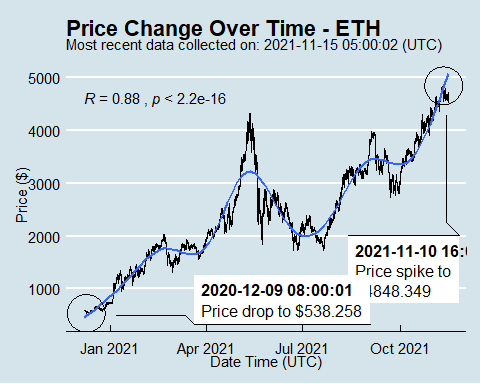 Price Change Over Time - ETH
Most recent data collected on: 2021-11-15 05:00:02 (UTC)
R = 0.88 , p < 2.2e-16
Price ($)
5000
4000
3000
2000
1000
2021-11-10 16:0
Price spike to
4848.349
2020-12-09 08:00:01
Price drop to $538.258
Jan 2021
Apr 2021
Jul 2021
Oct 2021
Date Time (UTC)